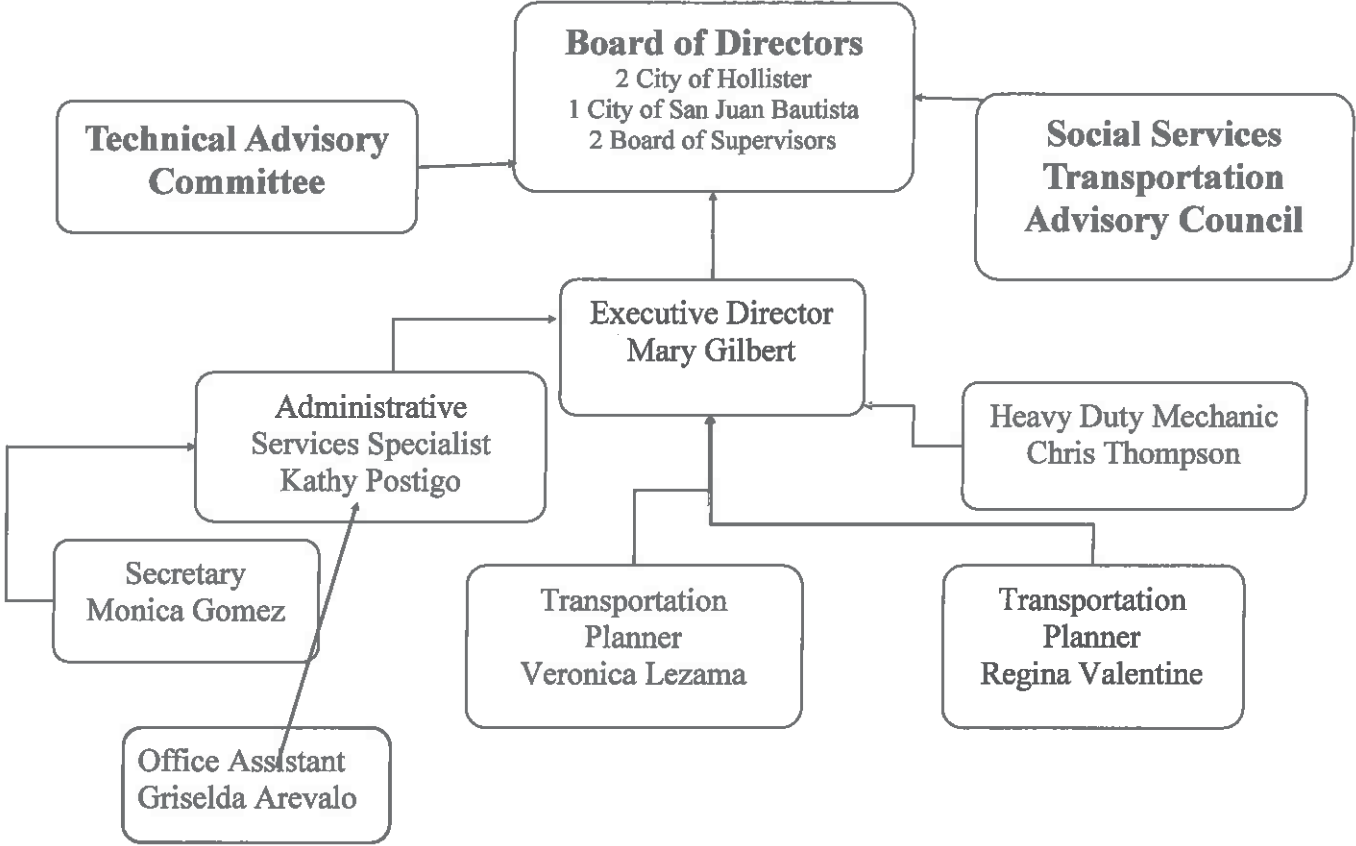 Board of Directors
2 City of Hollister
1 City of San Juan Bautista
2 Board of Supervisors
Technical Advisory
Committee
Social Services
Transportation
Advisory Council
Executive Director
Mary Gilbert
Administrative
Services Specialist
Kathy Postigo
Heavy Duty Mechanic
Chris Thompson
Secretary
Monica Gomez
Transportation
Planner
Veronica Lezama
Transportation
Planner
Regina Valentine
Office Assistant
Griselda Arevalo